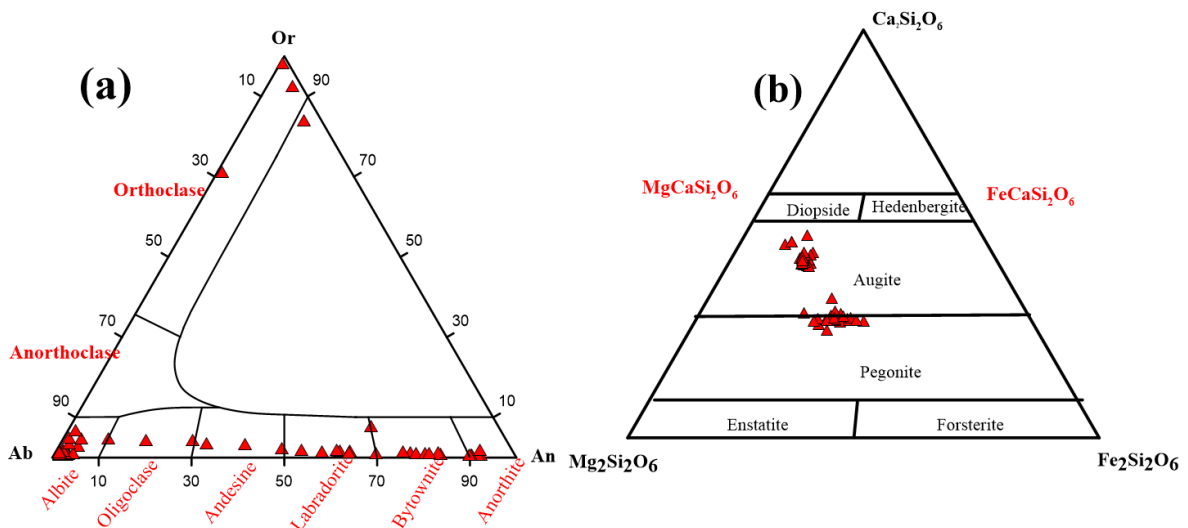 (a)
Or
10
90
30
70
Orthoclase
50
50
70
30
Anorthoclase
90
10
Ab
An
10
30
50
70
90
Albite
Oligoclase
Andesine
Labradorite
Bytownite
Anorthite
(b)
Ca₂Si₂O₆
MgCaSi₂O₆
FeCaSi₂O₆
Diopside
Hedenbergite
Augite
Pegonite
Enstatite
Forsterite
Mg₂Si₂O₆
Fe₂Si₂O₆